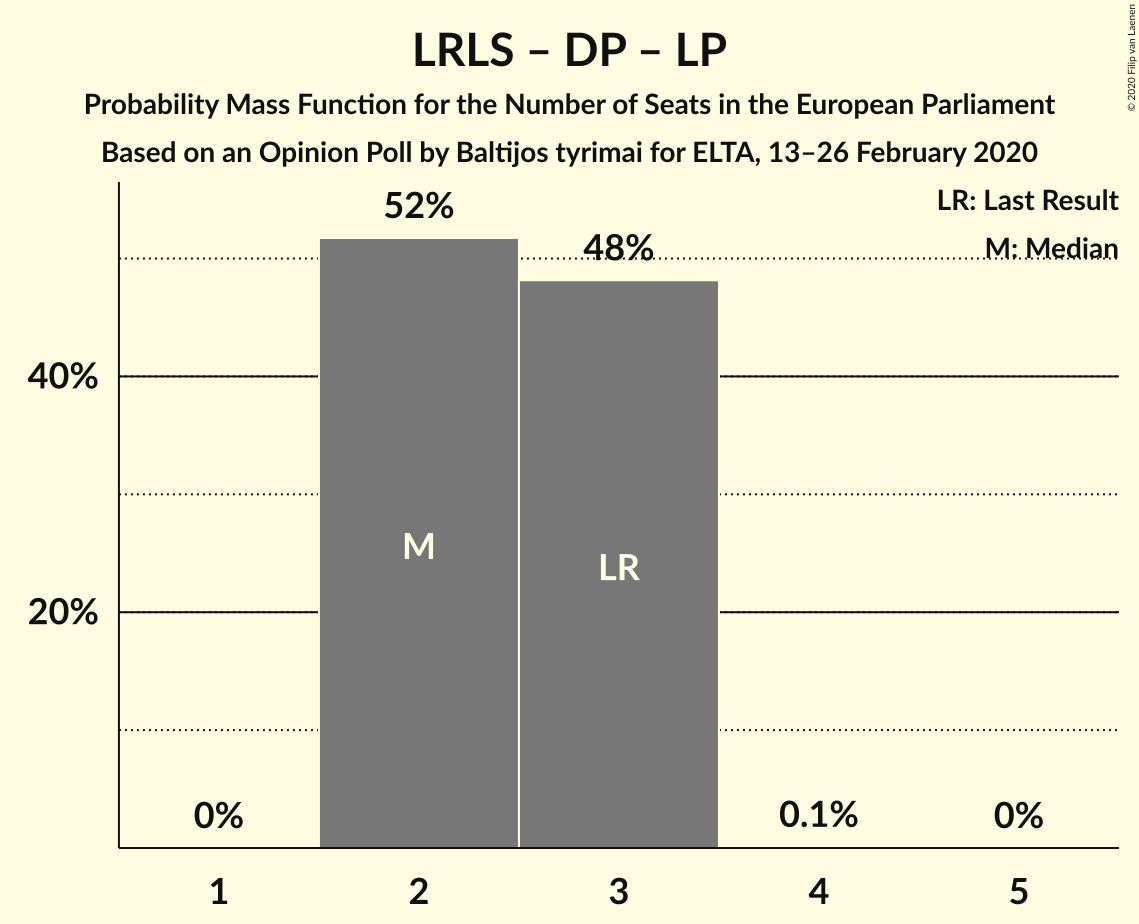 LRLS – DP – LP
Probability Mass Function for the Number of Seats in the European Parliament
Based on an Opinion Poll by Baltijos tyrimai for ELTA, 13–26 February 2020
© 2020 Filip van Laenen
LR: Last Result
M: Median
52%
48%
40%
20%
M
LR
0%
0.1%
0%
1
2
3
4
5